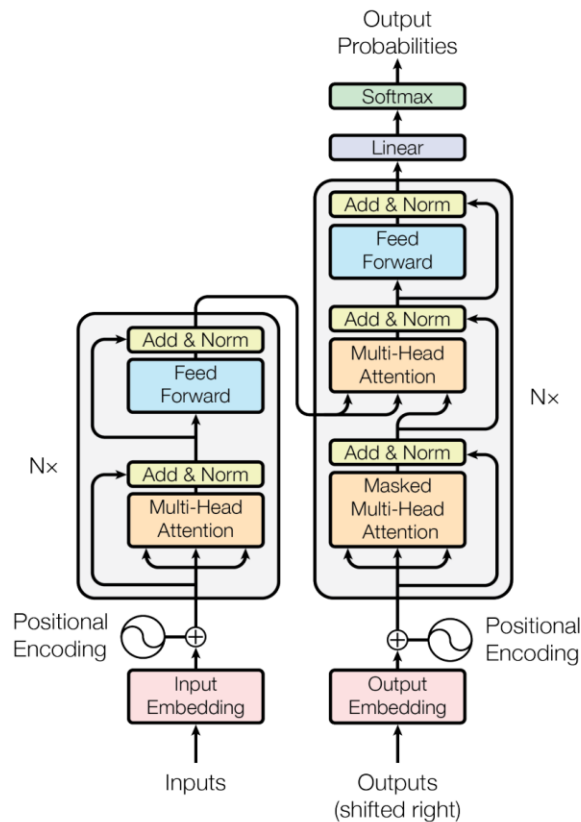 Output
Probabilities
Softmax
Linear
Add & Norm
Feed
Forward
Add & Norm
Multi-Head
Attention
Add & Norm
Masked
Multi-Head
Attention
N×
Add & Norm
Feed
Forward
Add & Norm
Multi-Head
Attention
N×
Positional
Encoding
Positional
Encoding
Input
Embedding
Output
Embedding
Inputs
Outputs
(shifted right)